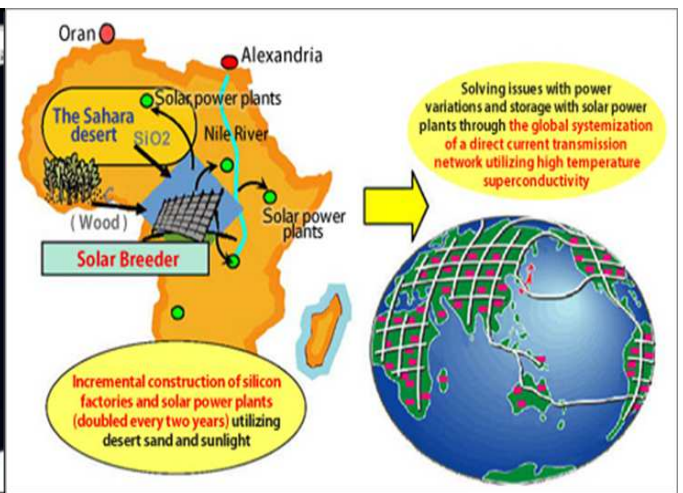 Oran
Alexandria
Solar power plants
The Sahara
desert
SiO2
Nile River
C
( Wood )
Solar power
plants
Solar Breeder
Incremental construction of silicon
factories and solar power plants
(doubled every two years) utilizing
desert sand and sunlight
Solving issues with power
variations and storage with solar power
plants through the global systemization
of a direct current transmission
network utilizing high temperature
superconductivity